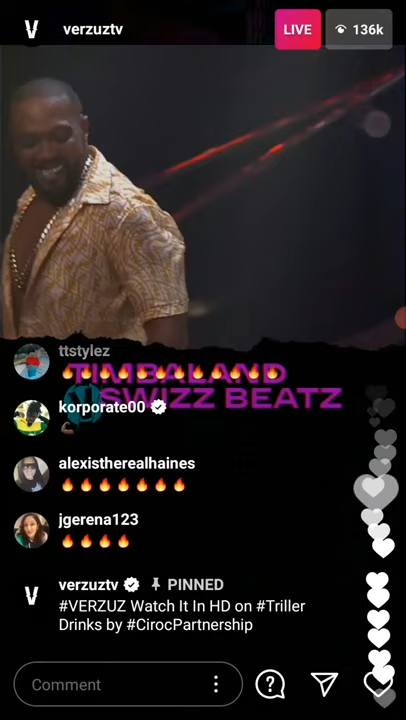 verzuztv
LIVE
136k
ttstylez
🔥🔥🔥🔥🔥🔥🔥🔥🔥🔥🔥🔥
TIMBALAND
SWIZZ BEATZ
korporate00
💪🏿
alexistherealhaines
🔥🔥🔥🔥🔥🔥🔥
jgerena123
🔥🔥🔥🔥
verzuztv PINNED
#VERZUZ Watch It In HD on #Triller
Drinks by #CirocPartnership
Comment